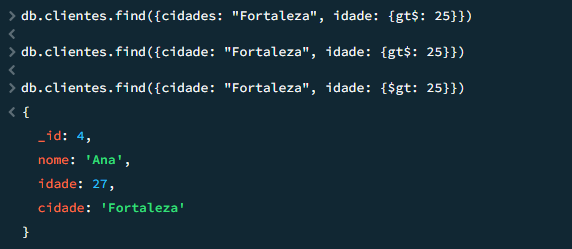 > db.clientes.find({cidades: "Fortaleza", idade: {gt$: 25}})
<
> db.clientes.find({cidade: "Fortaleza", idade: {gt$: 25}})
<
> db.clientes.find({cidade: "Fortaleza", idade: {$gt: 25}})
< {
_id: 4,
nome: 'Ana',
idade: 27,
cidade: 'Fortaleza'
}